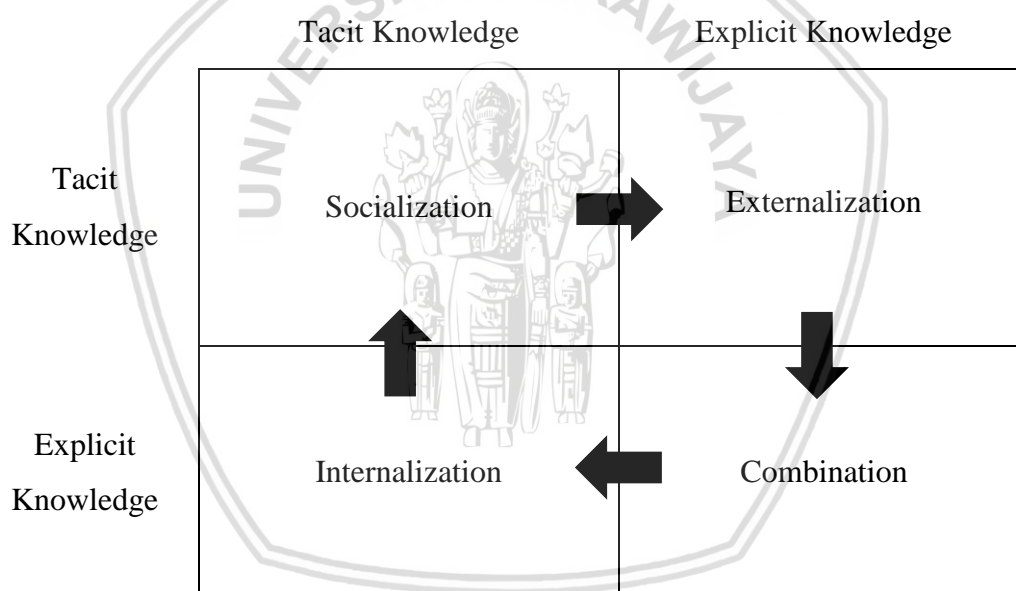 Tacit Knowledge
Explicit Knowledge
Tacit
Knowledge
Socialization
Externalization
Explicit
Knowledge
Internalization
Combination